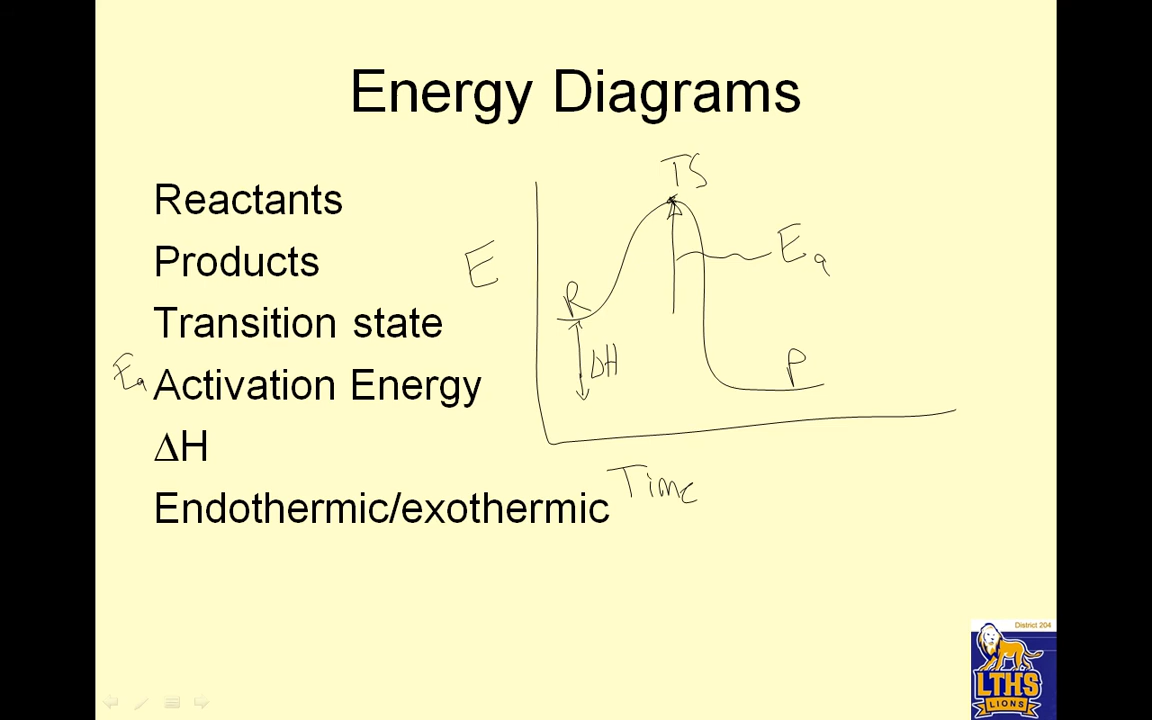 Energy Diagrams
Reactants
Products
Transition state
Ea Activation Energy
ΔH
Endothermic/exothermic
TS
E
Ea
R
ΔH
P
Time
District 204
LTHS
LIONS